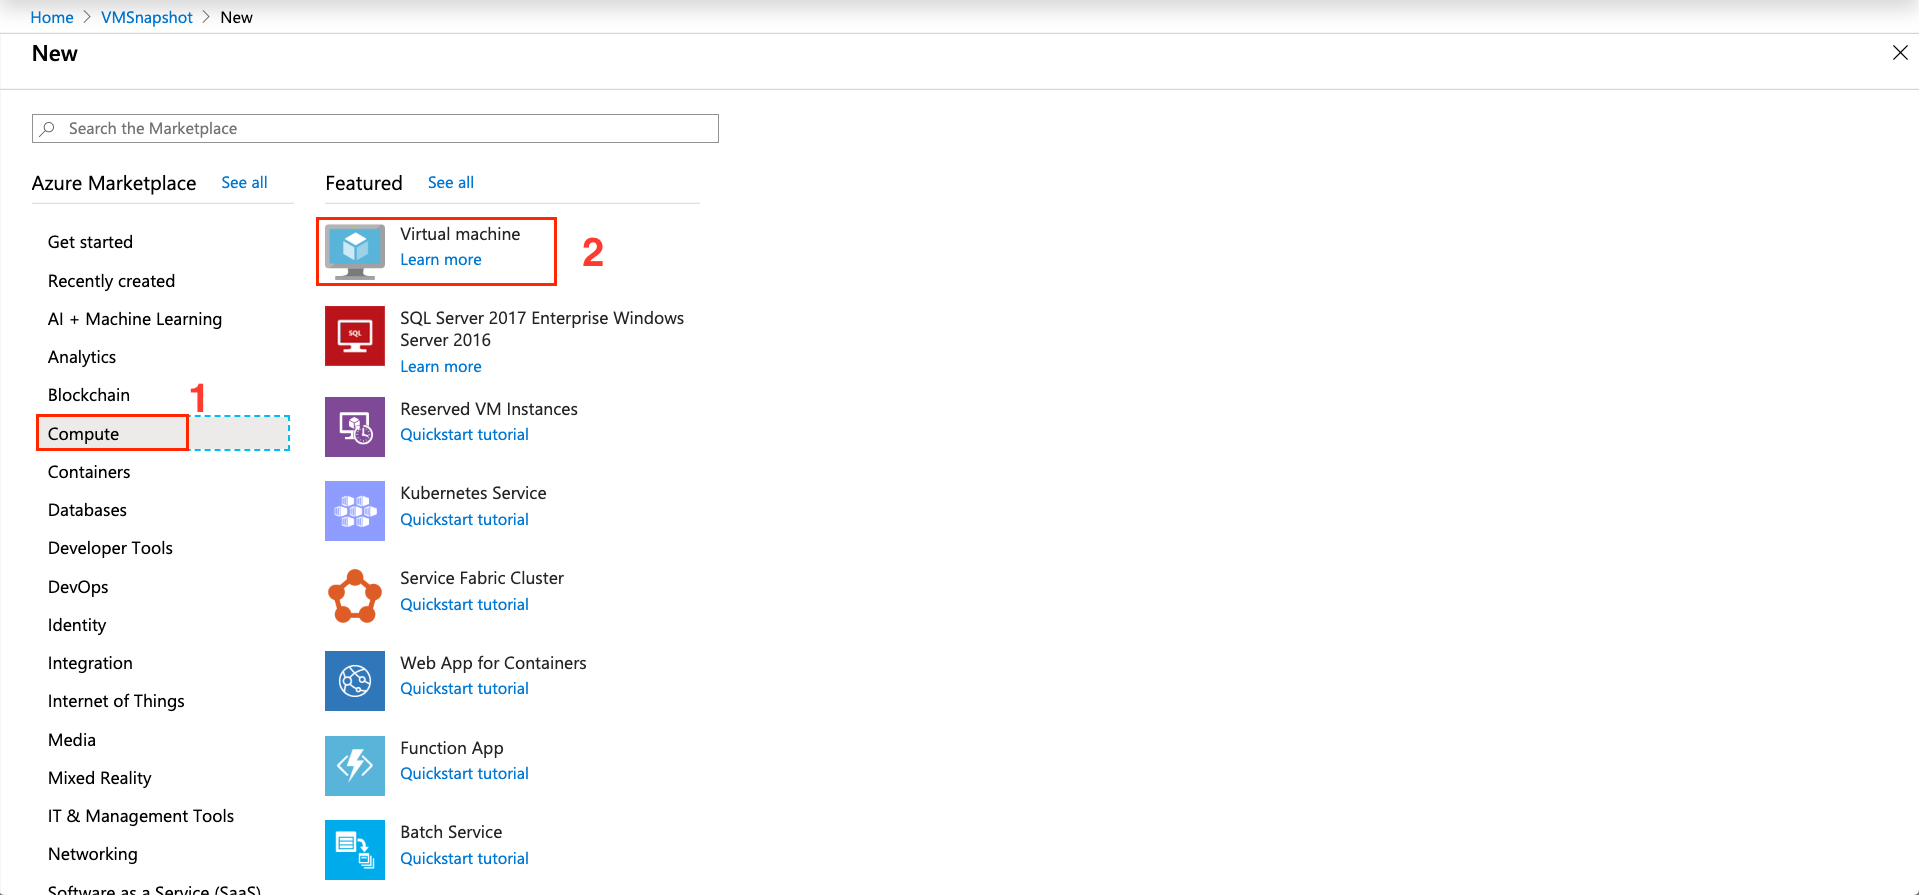 Home > VMSnapshot > New
New
Search the Marketplace
Azure Marketplace See all
Get started
Recently created
AI + Machine Learning
Analytics
Blockchain
1
Compute
Containers
Databases
Developer Tools
DevOps
Identity
Integration
Internet of Things
Media
Mixed Reality
IT & Management Tools
Networking
Software as a Service (SaaS)
Featured See all
Virtual machine
Learn more
2
SQL
SQL Server 2017 Enterprise Windows
Server 2016
Learn more
Reserved VM Instances
Quickstart tutorial
Kubernetes Service
Quickstart tutorial
Service Fabric Cluster
Quickstart tutorial
Web App for Containers
Quickstart tutorial
Function App
Quickstart tutorial
Batch Service
Quickstart tutorial